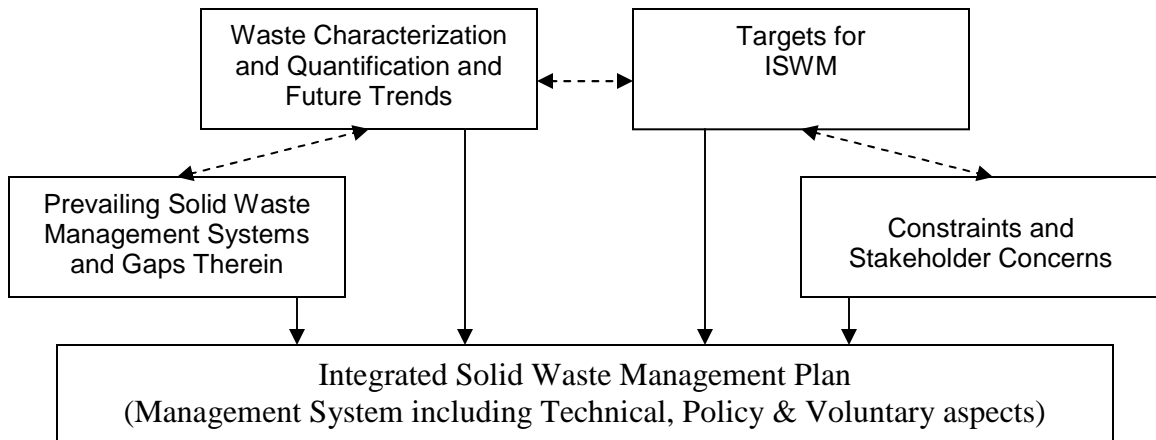 Waste Characterization
and Quantification and
Future Trends
Targets for
ISWM
Prevailing Solid Waste
Management Systems
and Gaps Therein
Constraints and
Stakeholder Concerns
Integrated Solid Waste Management Plan
(Management System including Technical, Policy & Voluntary aspects)